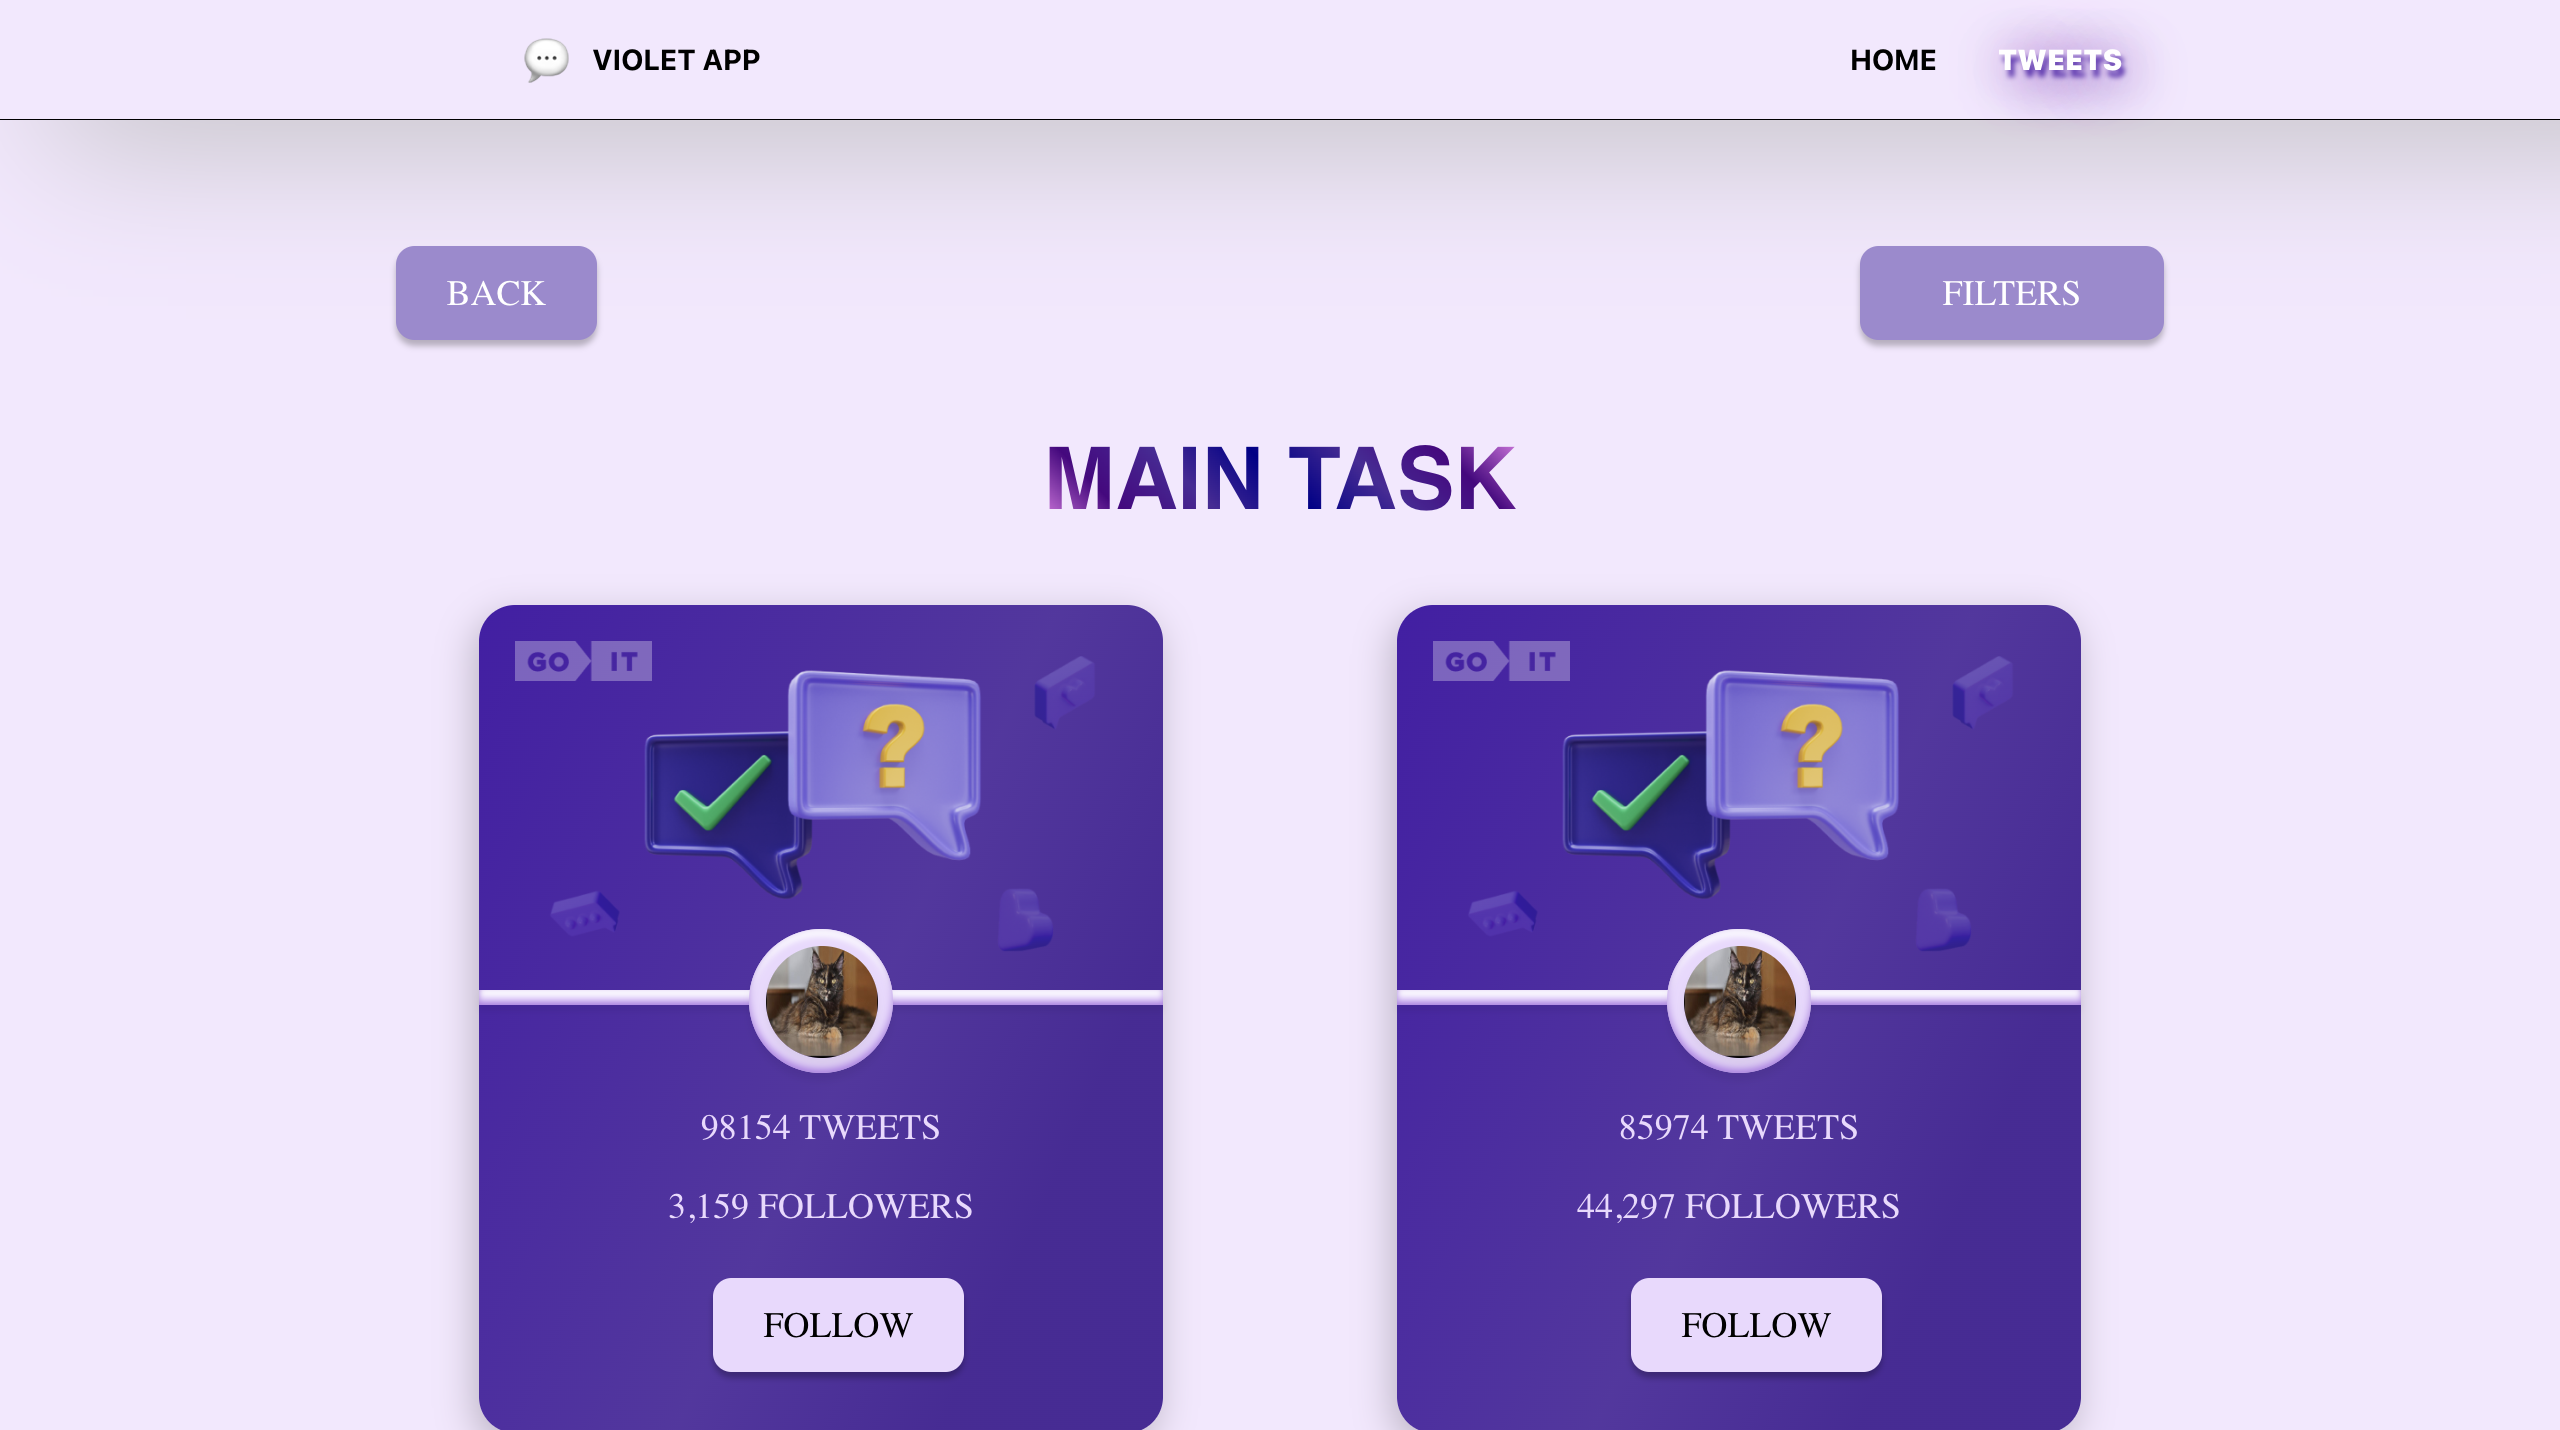 VIOLET APP
HOME
TWEETS
BACK
FILTERS
MAIN TASK
GO IT
98154 TWEETS
3,159 FOLLOWERS
FOLLOW
GO IT
85974 TWEETS
44,297 FOLLOWERS
FOLLOW